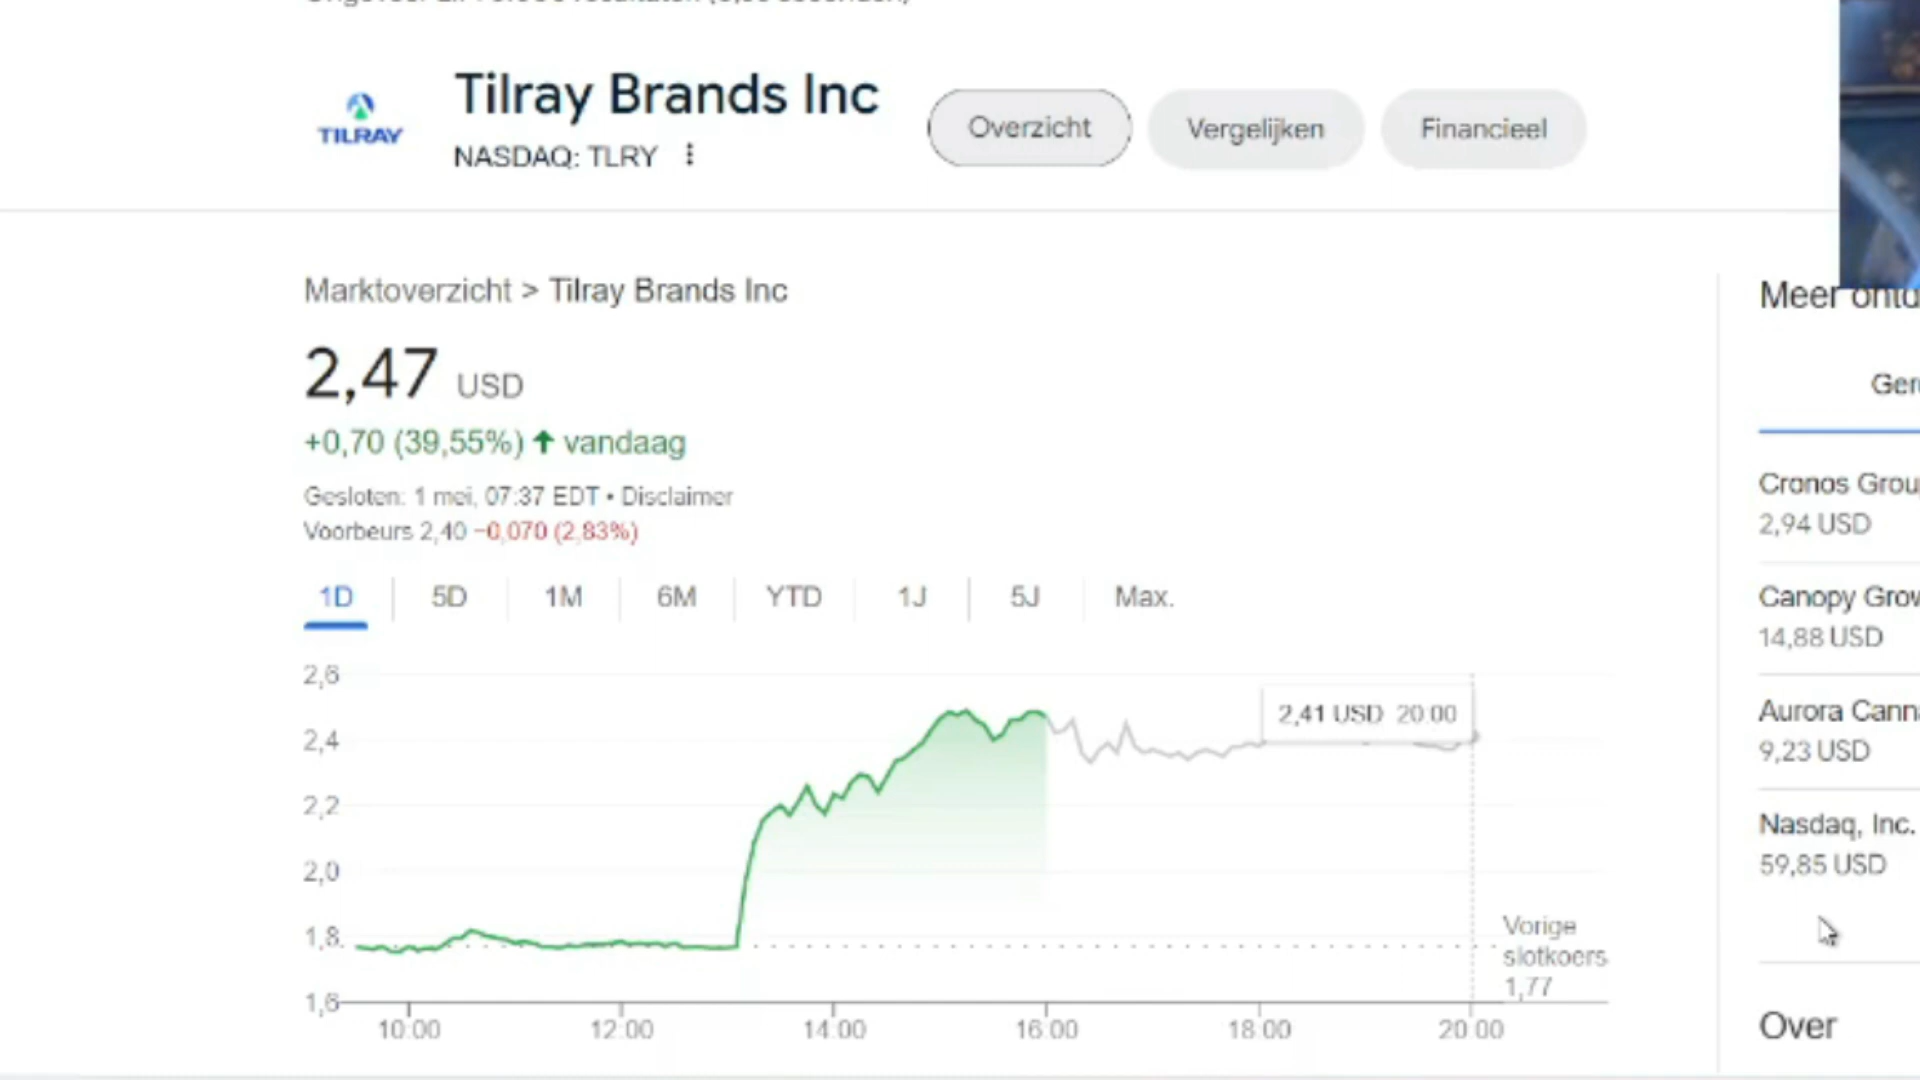 Tilray Brands Inc
TILRAY
NASDAQ: TLRY
Overzicht
Vergelijken
Financieel
Marktoverzicht > Tilray Brands Inc
2,47 USD
+0,70 (39,55%) ↑ vandaag
Gesloten: 1 mei, 07:37 EDT • Disclaimer
Voorbeurs 2,40 −0,070 (2,83%)
1D 5D 1M 6M YTD 1J 5J Max.
2,6
2,4
2,2
2,0
1,8
1,6
2,41 USD 20:00
Vorige
slotkoers
1,77
10:00 12:00 14:00 16:00 18:00 20:00
Meer
Cronos
2,94 USD
Canopy
14,88 USD
Aurora
9,23 USD
Nasdaq, Inc.
59,85 USD
Over